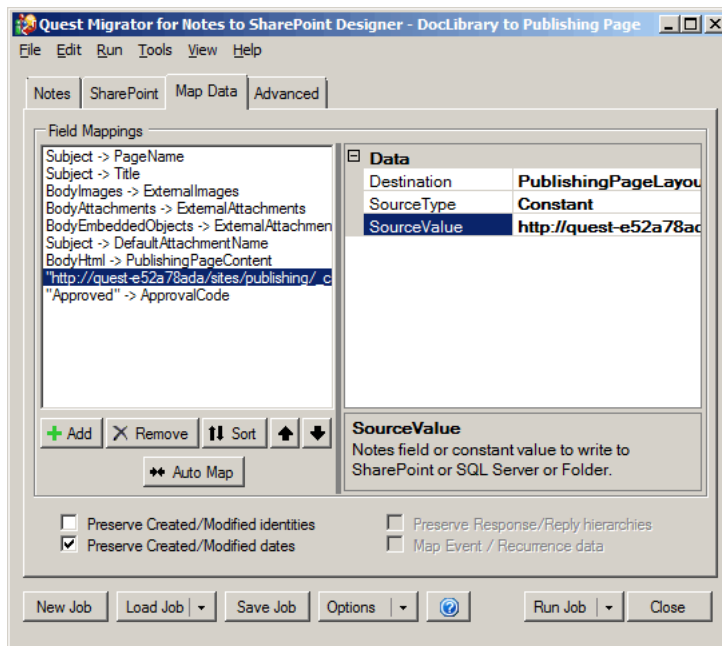 Quest Migrator for Notes to SharePoint Designer - DocLibrary to Publishing Page
File Edit Run Tools View Help
Notes SharePoint Map Data Advanced
Field Mappings
Subject -> PageName
Subject -> Title
BodyImages -> ExternalImages
BodyAttachments -> ExternalAttachments
BodyEmbeddedObjects -> ExternalAttachmen
Subject -> DefaultAttachmentName
BodyHtml -> PublishingPageContent
"http://quest-e52a78ada/sites/publishing/_c
"Approved" -> ApprovalCode
Data
Destination PublishingPageLayou
SourceType Constant
SourceValue http://quest-e52a78ad
Add Remove Sort
Auto Map
SourceValue
Notes field or constant value to write to
SharePoint or SQL Server or Folder.
Preserve Created/Modified identities
Preserve Created/Modified dates
Preserve Response/Reply hierarchies
Map Event / Recurrence data
New Job Load Job Save Job Options Run Job Close